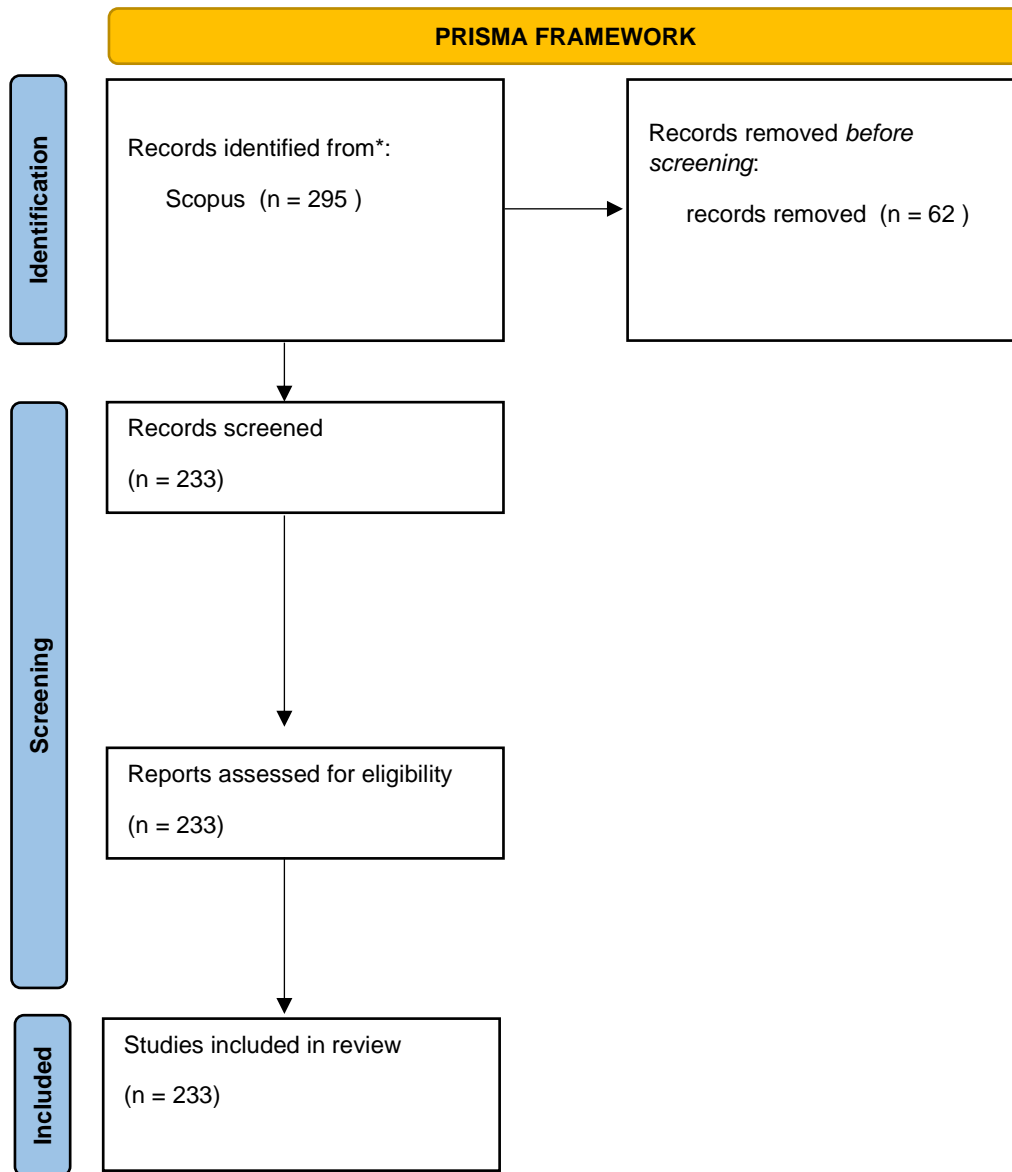 PRISMA FRAMEWORK
Identification
Records identified from*:
Scopus (n = 295 )
Records removed before
screening:
records removed (n = 62 )
Screening
Records screened
(n = 233)
Reports assessed for eligibility
(n = 233)
Included
Studies included in review
(n = 233)